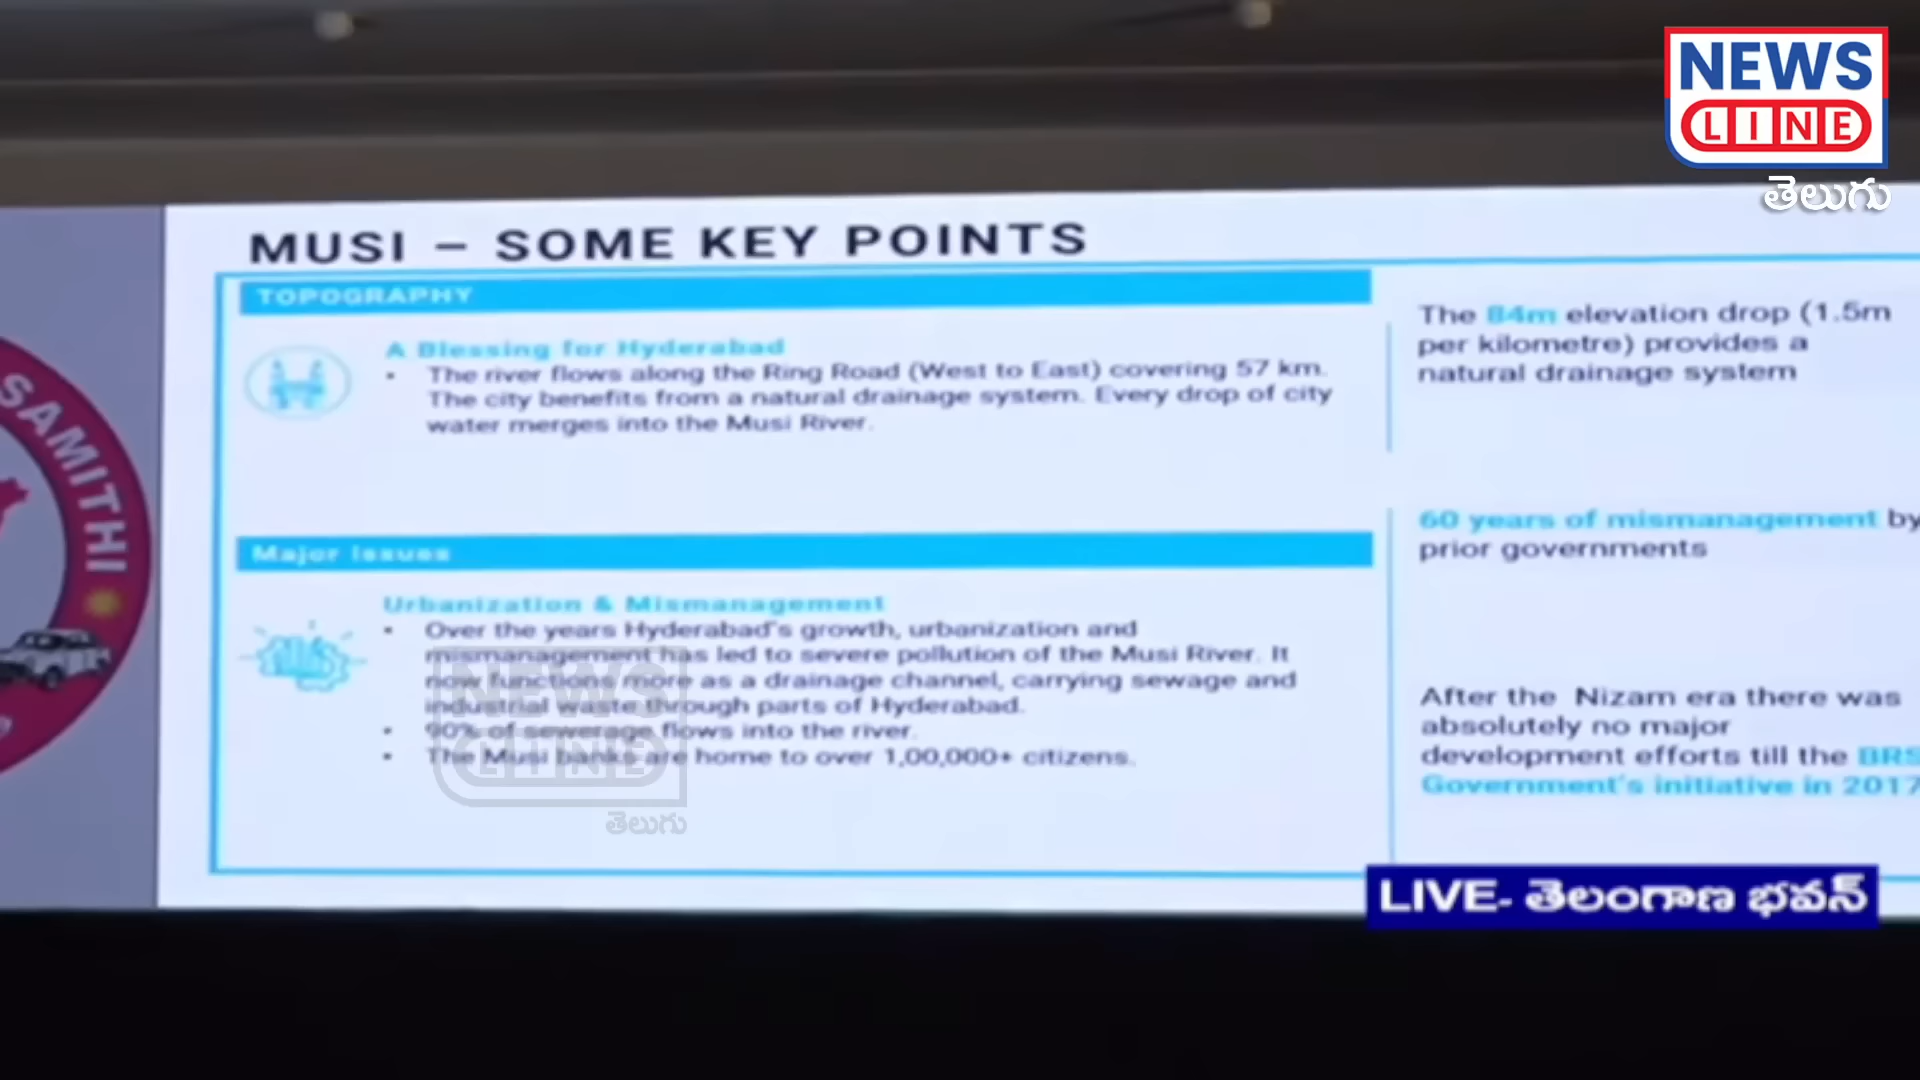 NEWS
LINE
తెలుగు
SAMITHI
MUSI – SOME KEY POINTS
TOPOGRAPHY
A Blessing for Hyderabad
• The river flows along the Ring Road (West to East) covering 57 km.
The city benefits from a natural drainage system. Every drop of city
water merges into the Musi River.
The 84m elevation drop (1.5m
per kilometre) provides a
natural drainage system
Major Issues
Urbanization & Mismanagement
• Over the years Hyderabad's growth, urbanization and
mismanagement has led to severe pollution of the Musi River. It
now functions more as a drainage channel, carrying sewage and
industrial waste through parts of Hyderabad.
• 90% of sewerage flows into the river.
• The Musi banks are home to over 1,00,000+ citizens.
60 years of mismanagement by
prior governments
After the Nizam era there was
absolutely no major
development efforts till the BRS
Government's initiative in 2017
NEWS
LINE
తెలుగు
LIVE- తెలంగాణ భవన్